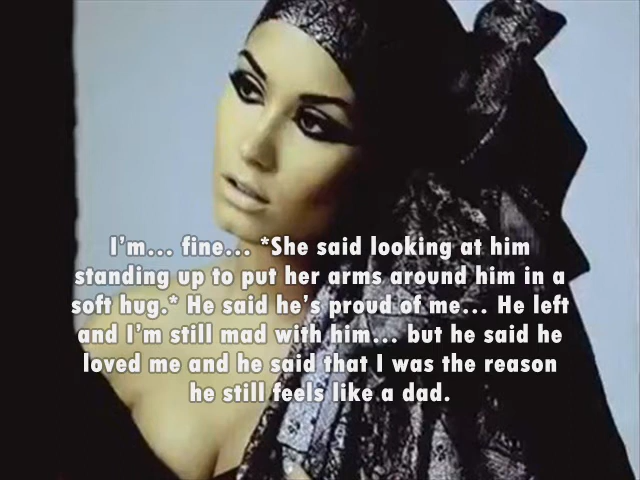 I'm... fine... *She said looking at him
standing up to put her arms around him in a
soft hug.* He said he's proud of me... He left
and I'm still mad with him... but he said he
loved me and he said that I was the reason
he still feels like a dad.